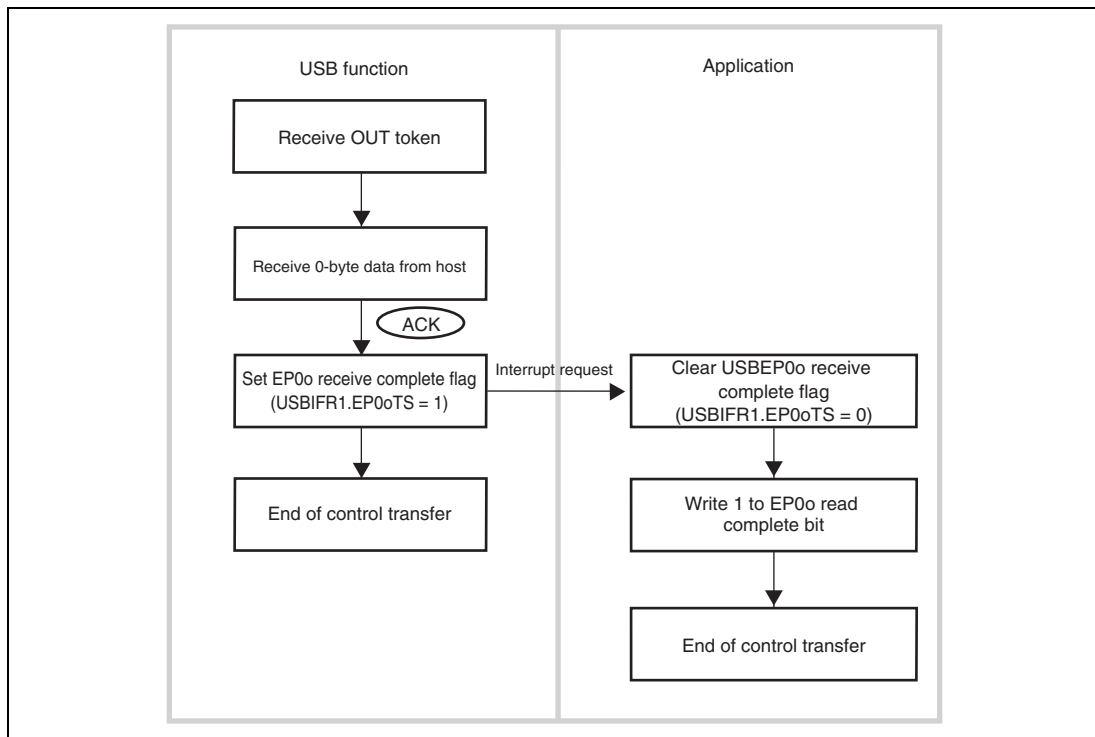 USB function
Receive OUT token
Receive 0-byte data from host
ACK
Set EP0o receive complete flag
(USBIFR1.EP0oTS = 1)
End of control transfer
Interrupt request
Application
Clear USBEP0o receive
complete flag
(USBIFR1.EP0oTS = 0)
Write 1 to EP0o read
complete bit
End of control transfer